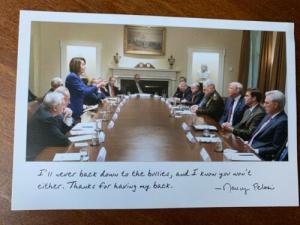 I'll never back down to the bullies, and I know you won't
either. Thanks for having my back.
— Nancy Pelosi